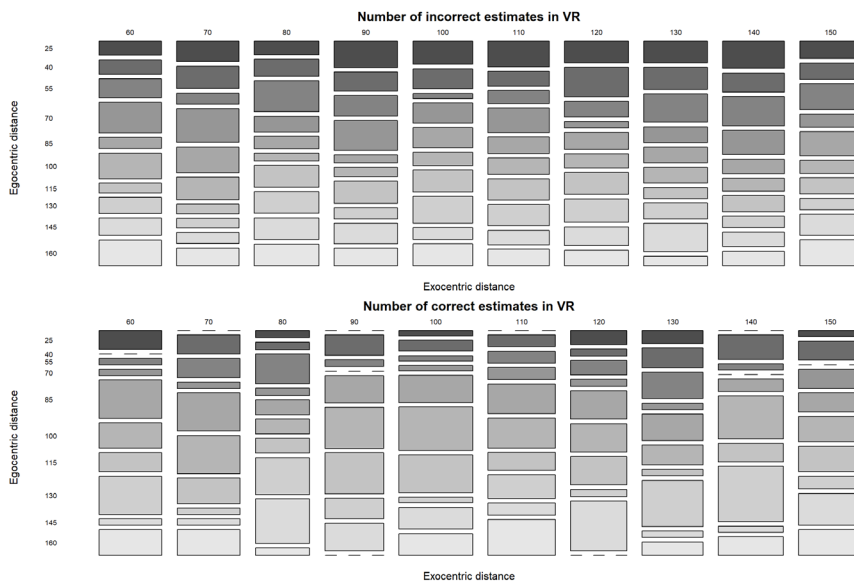 Number of incorrect estimates in VR
60 70 80 90 100 110 120 130 140 150
25
40
55
70
85
100
115
130
145
160
Egocentric distance
Exocentric distance
Number of correct estimates in VR
60 70 80 90 100 110 120 130 140 150
25
40
55
70
85
100
115
130
145
160
Egocentric distance
Exocentric distance